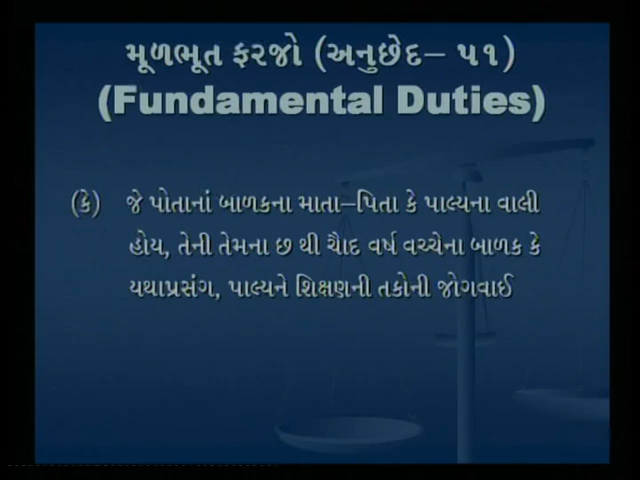 મૂળભૂત ફરજો (અનુછેદ– ૫૧)
(Fundamental Duties)
(કે) જે પોતાનાં બાળકના માતા–પિતા કે પાલ્યના વાલી
હોય, તેની તેમના છ થી ચૌદ વર્ષ વચ્ચેના બાળક કે
યથાપ્રસંગ, પાલ્યને શિક્ષણની તકોની જોગવાઈ